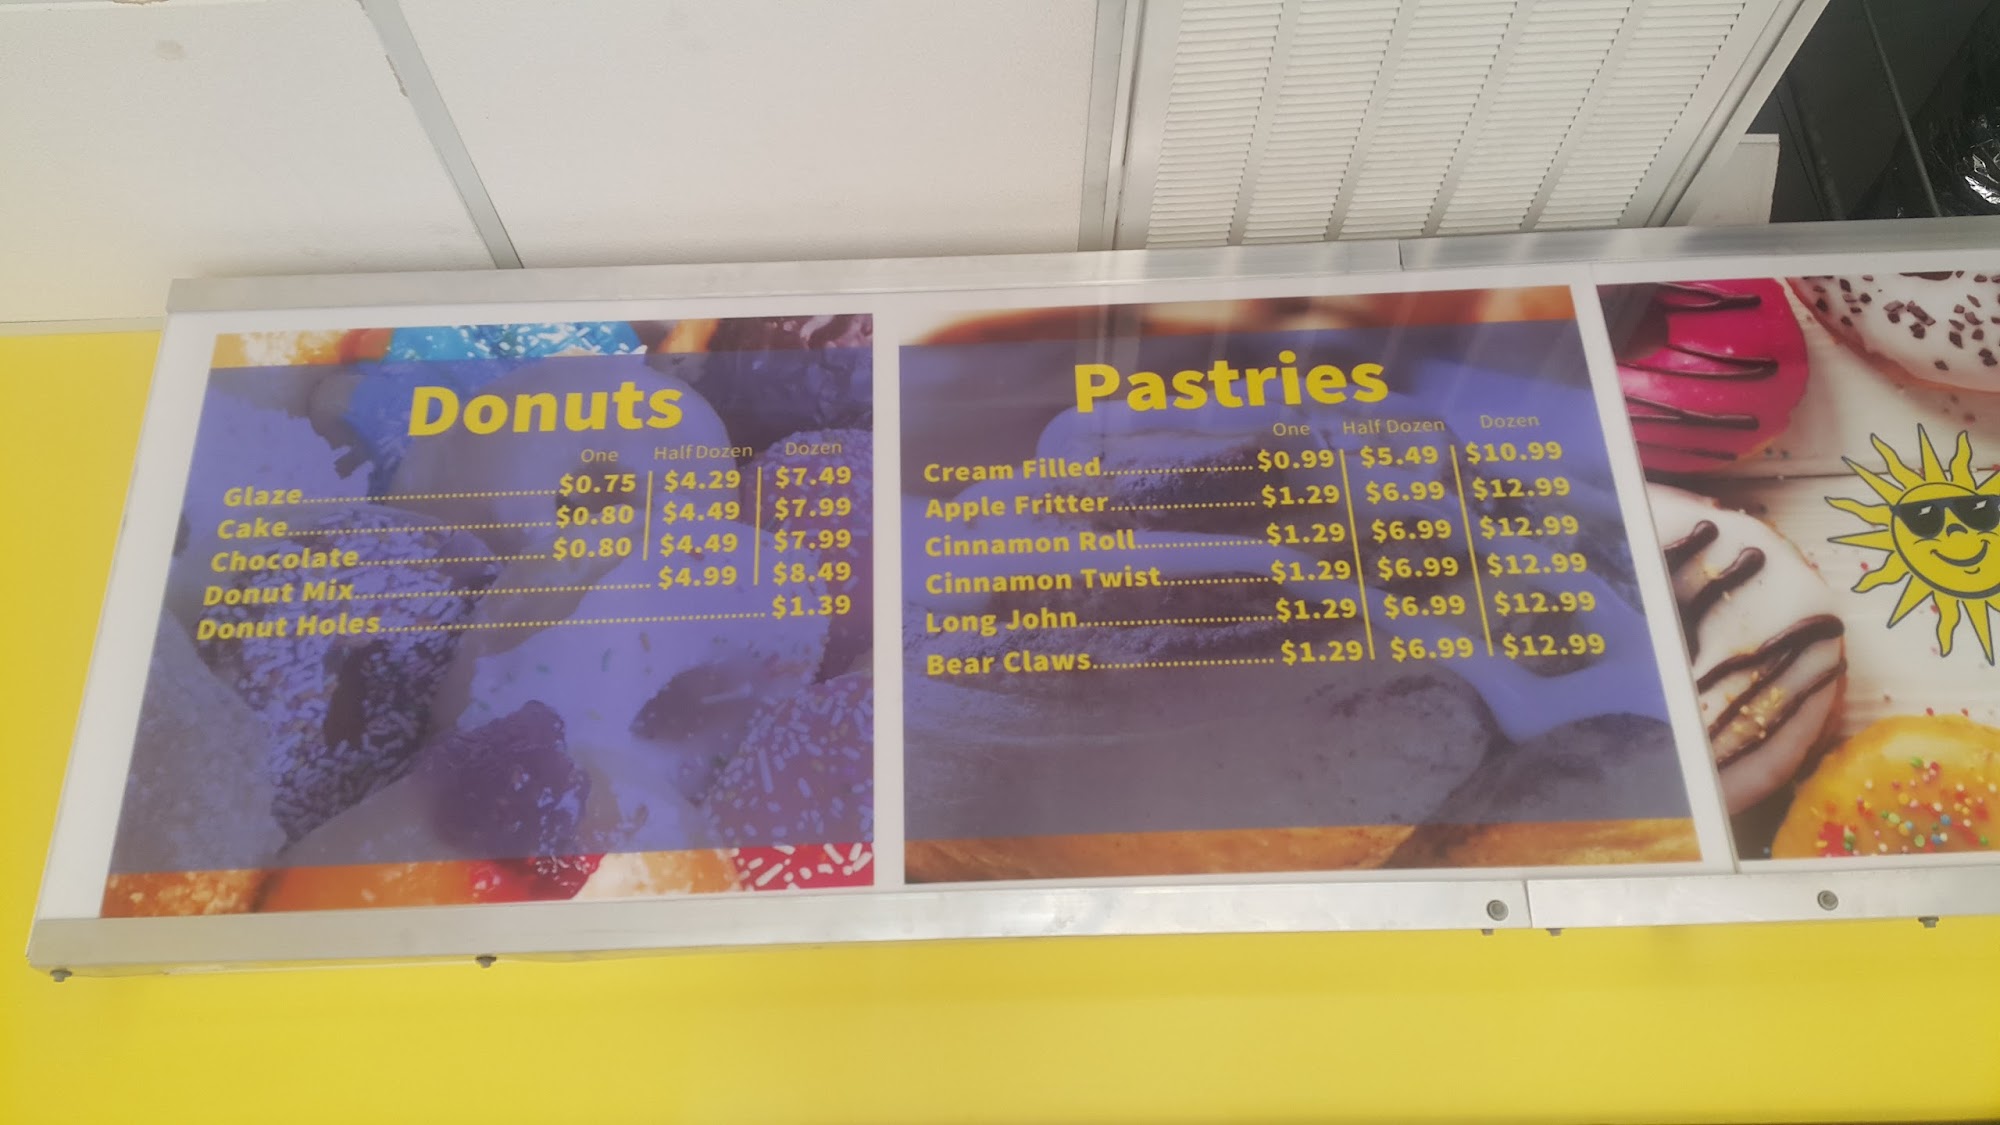 Donuts
One Half Dozen Dozen
Glaze.................... $0.75 $4.29 $7.49
Cake.................... $0.80 $4.49 $7.99
Chocolate.................... $0.80 $4.49 $7.99
Donut Mix.................... $4.99 $8.49
Donut Holes.................... $1.39
Pastries
One Half Dozen Dozen
Cream Filled.................... $0.99 $5.49 $10.99
Apple Fritter.................... $1.29 $6.99 $12.99
Cinnamon Roll.................... $1.29 $6.99 $12.99
Cinnamon Twist.................... $1.29 $6.99 $12.99
Long John.................... $1.29 $6.99 $12.99
Bear Claws.................... $1.29 $6.99 $12.99